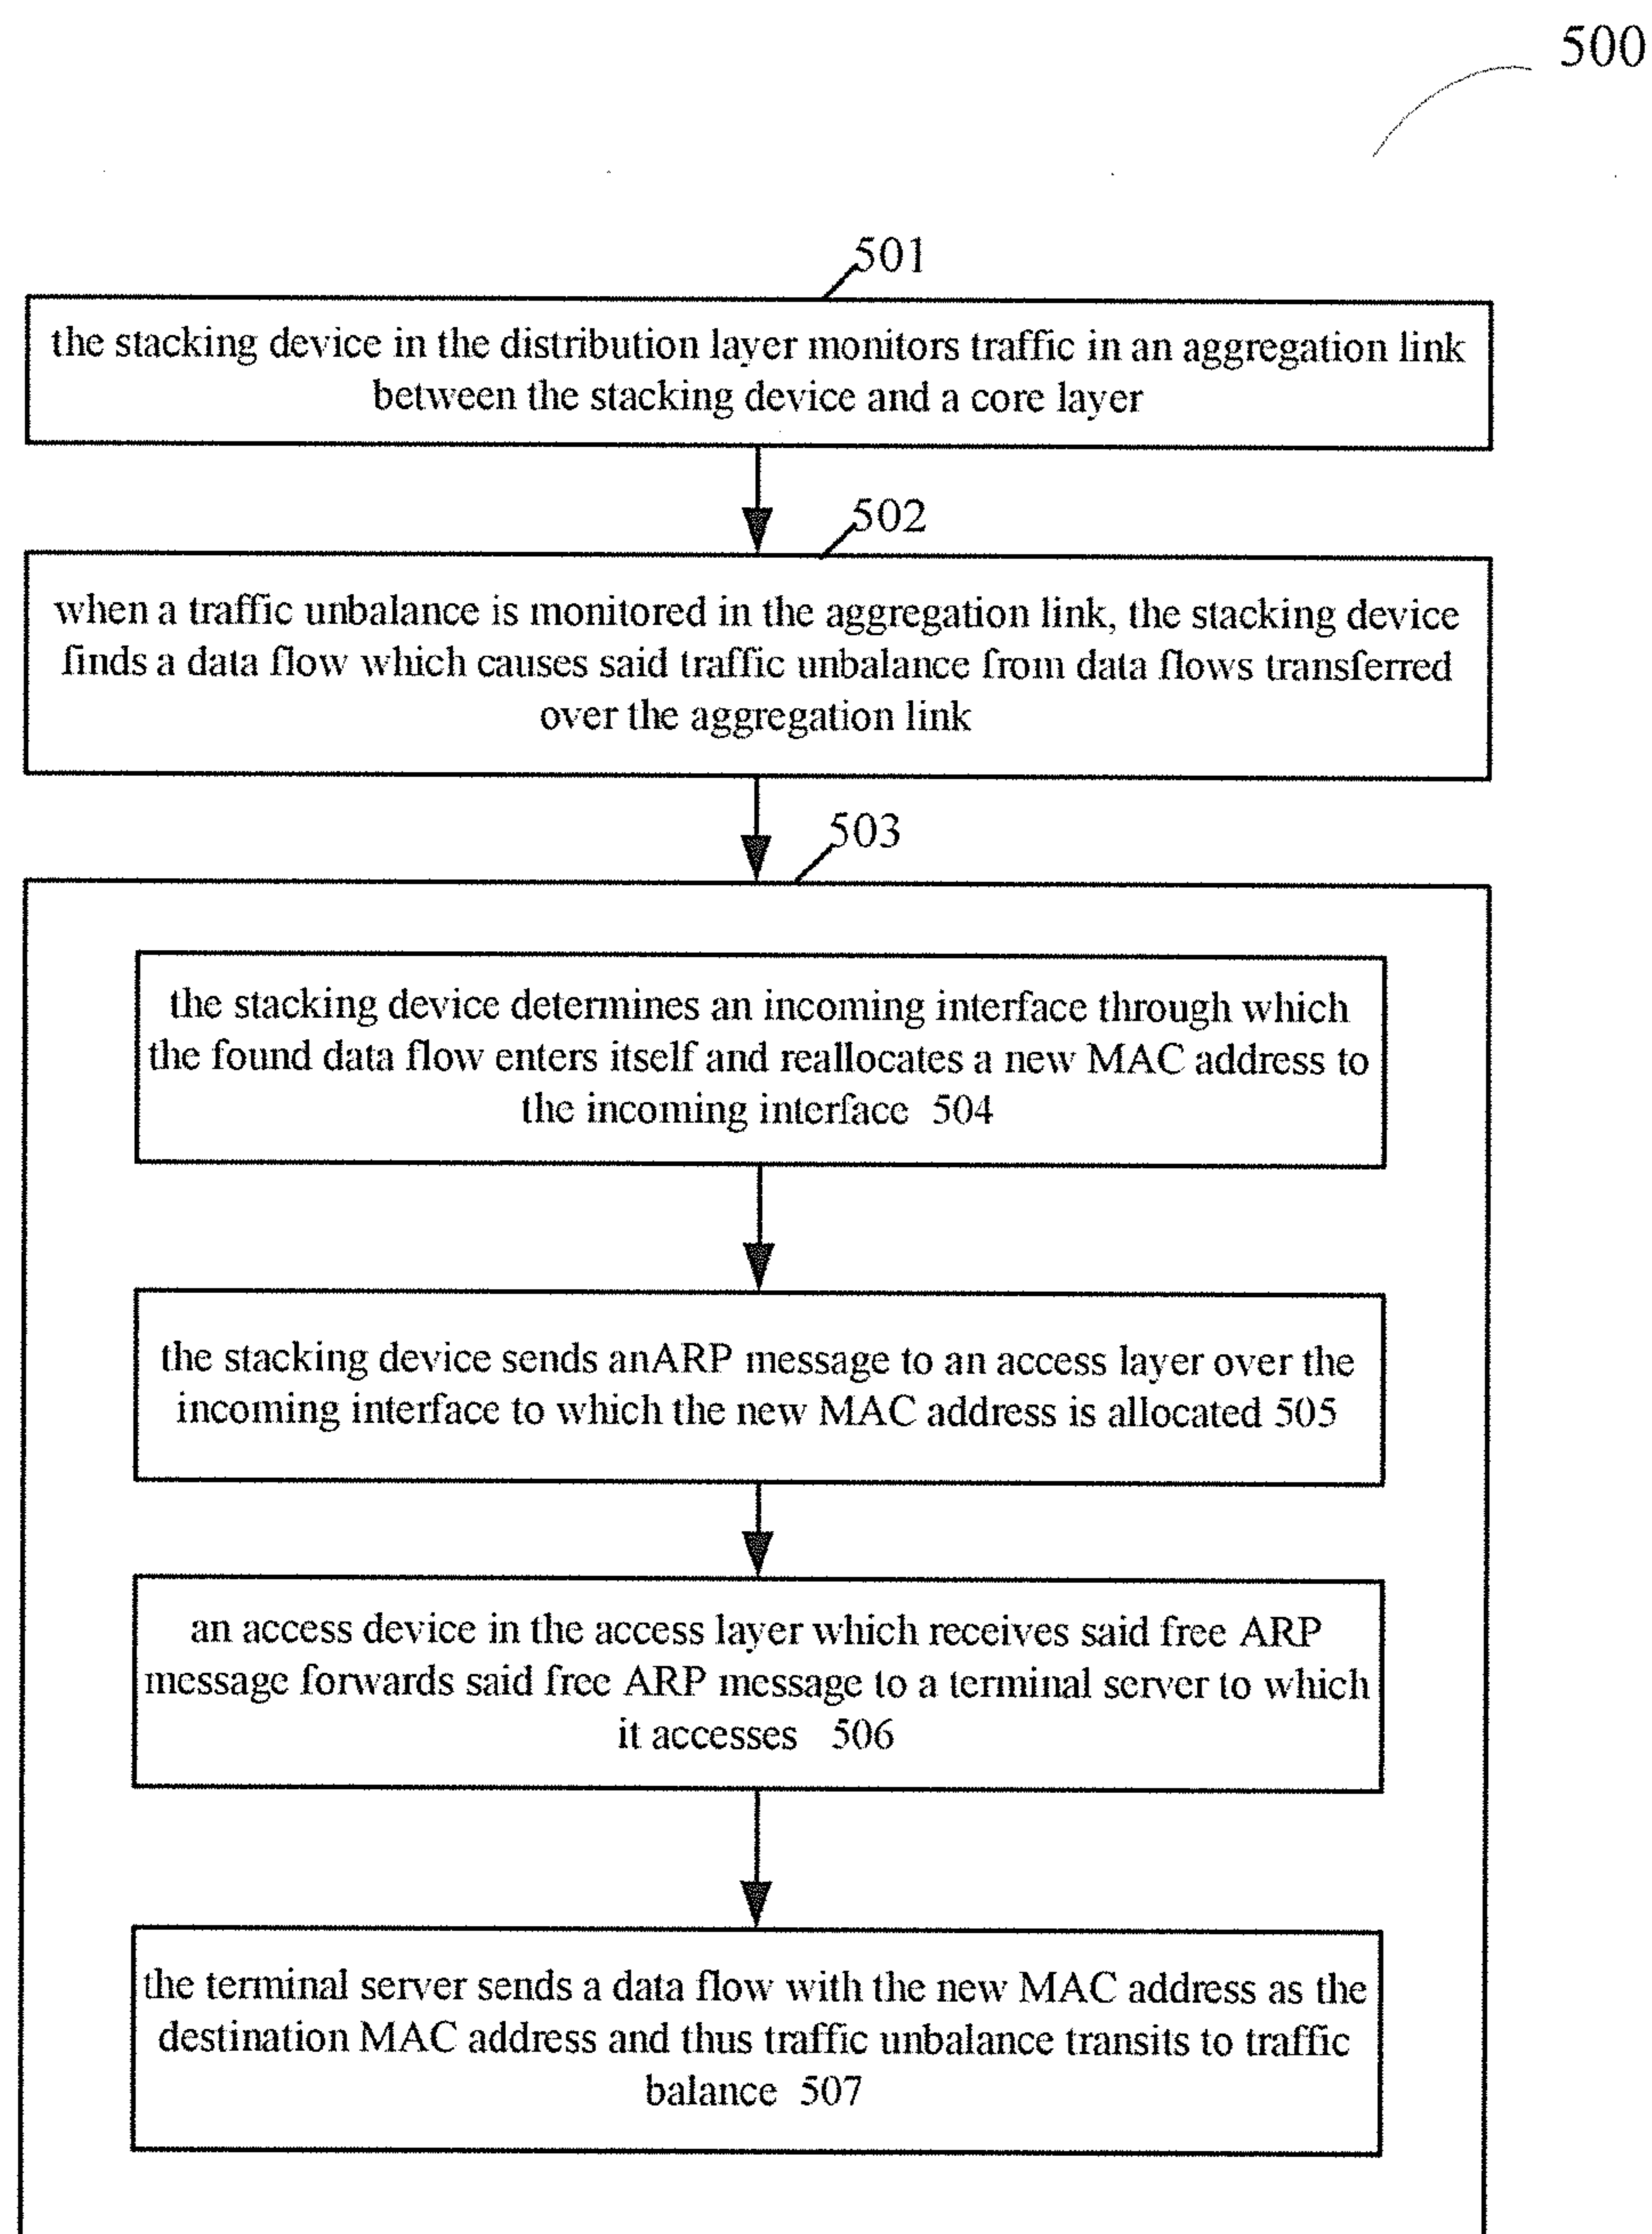 500
501
the stacking device in the distribution layer monitors traffic in an aggregation link
between the stacking device and a core layer
502
when a traffic unbalance is monitored in the aggregation link, the stacking device
finds a data flow which causes said traffic unbalance from data flows transferred
over the aggregation link
503
the stacking device determines an incoming interface through which
the found data flow enters itself and reallocates a new MAC address to
the incoming interface 504
the stacking device sends anARP message to an access layer over the
incoming interface to which the new MAC address is allocated 505
an access device in the access layer which receives said free ARP
message forwards said free ARP message to a terminal server to which
it accesses 506
the terminal server sends a data flow with the new MAC address as the
destination MAC address and thus traffic unbalance transits to traffic
balance 507